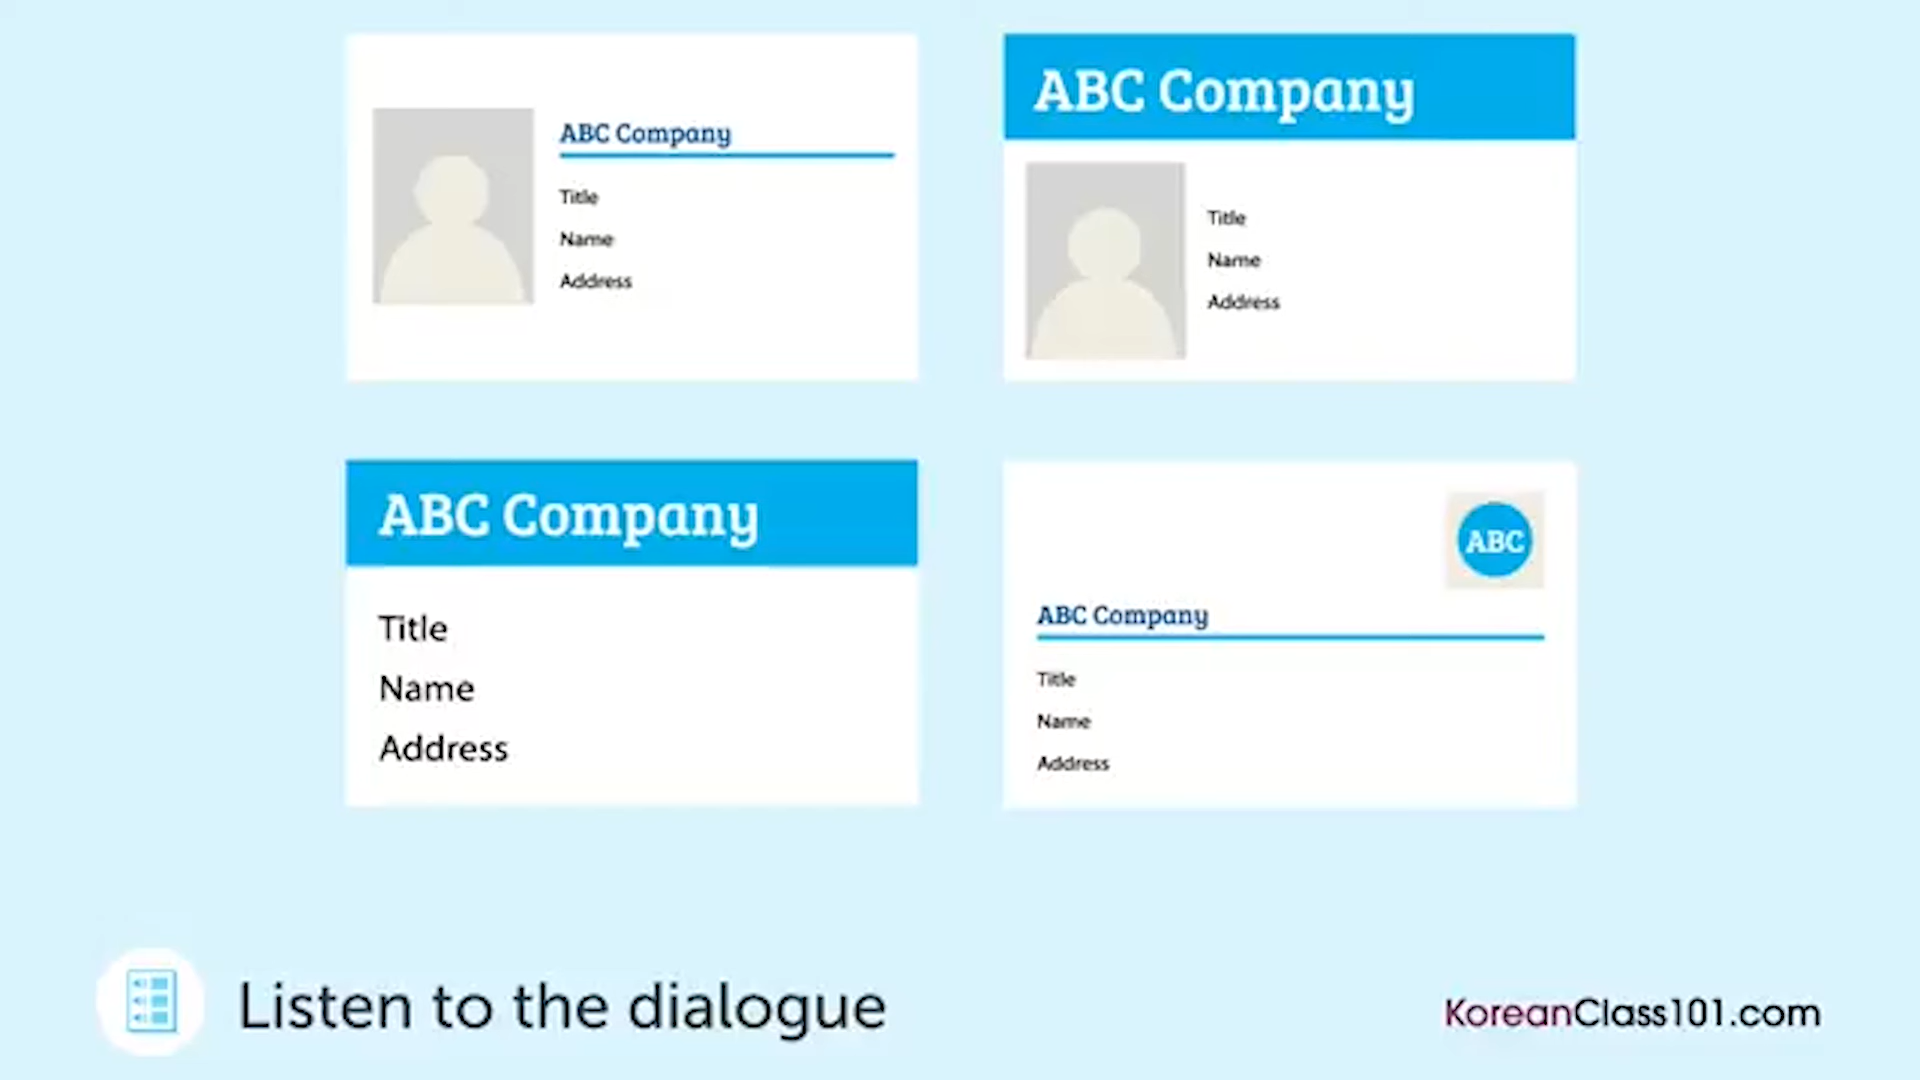 ABC Company
Title
Name
Address
ABC Company
Title
Name
Address
ABC Company
Title
Name
Address
ABC
ABC Company
Title
Name
Address
Listen to the dialogue
KoreanClass101.com